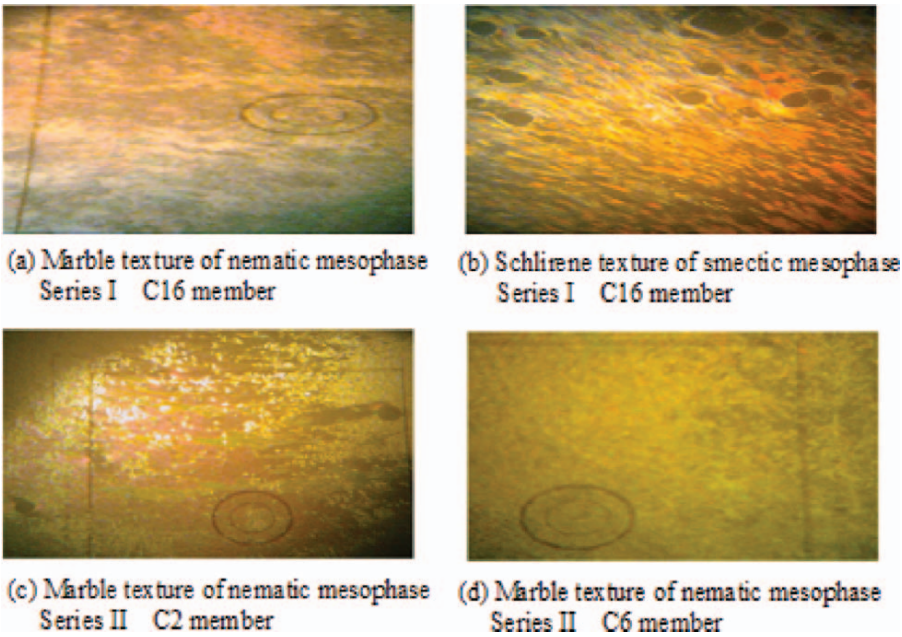 (a) Marble texture of nematic mesophase
Series I C16 member
(b) Schlirene texture of smectic mesophase
Series I C16 member
(c) Marble texture of nematic mesophase
Series II C2 member
(d) Marble texture of nematic mesophase
Series II C6 member